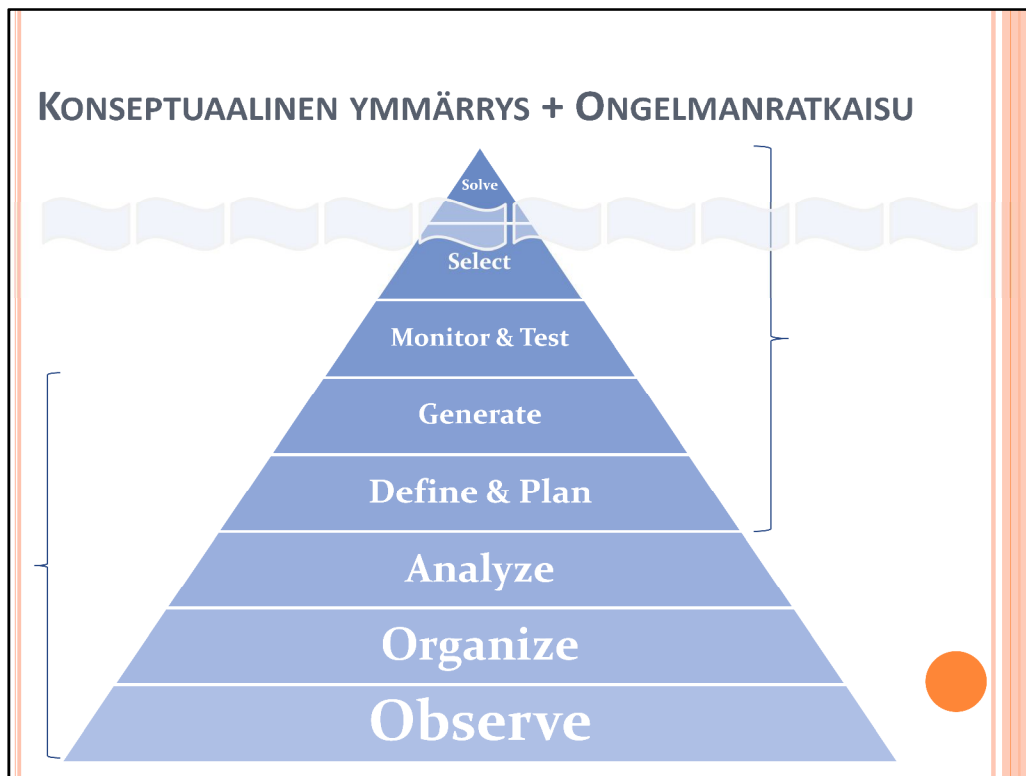 KONSEPTUAALINEN YMMÄRRYS + ONGELMANRATKAISU
Solve
Select
Monitor & Test
Generate
Define & Plan
Analyze
Organize
Observe